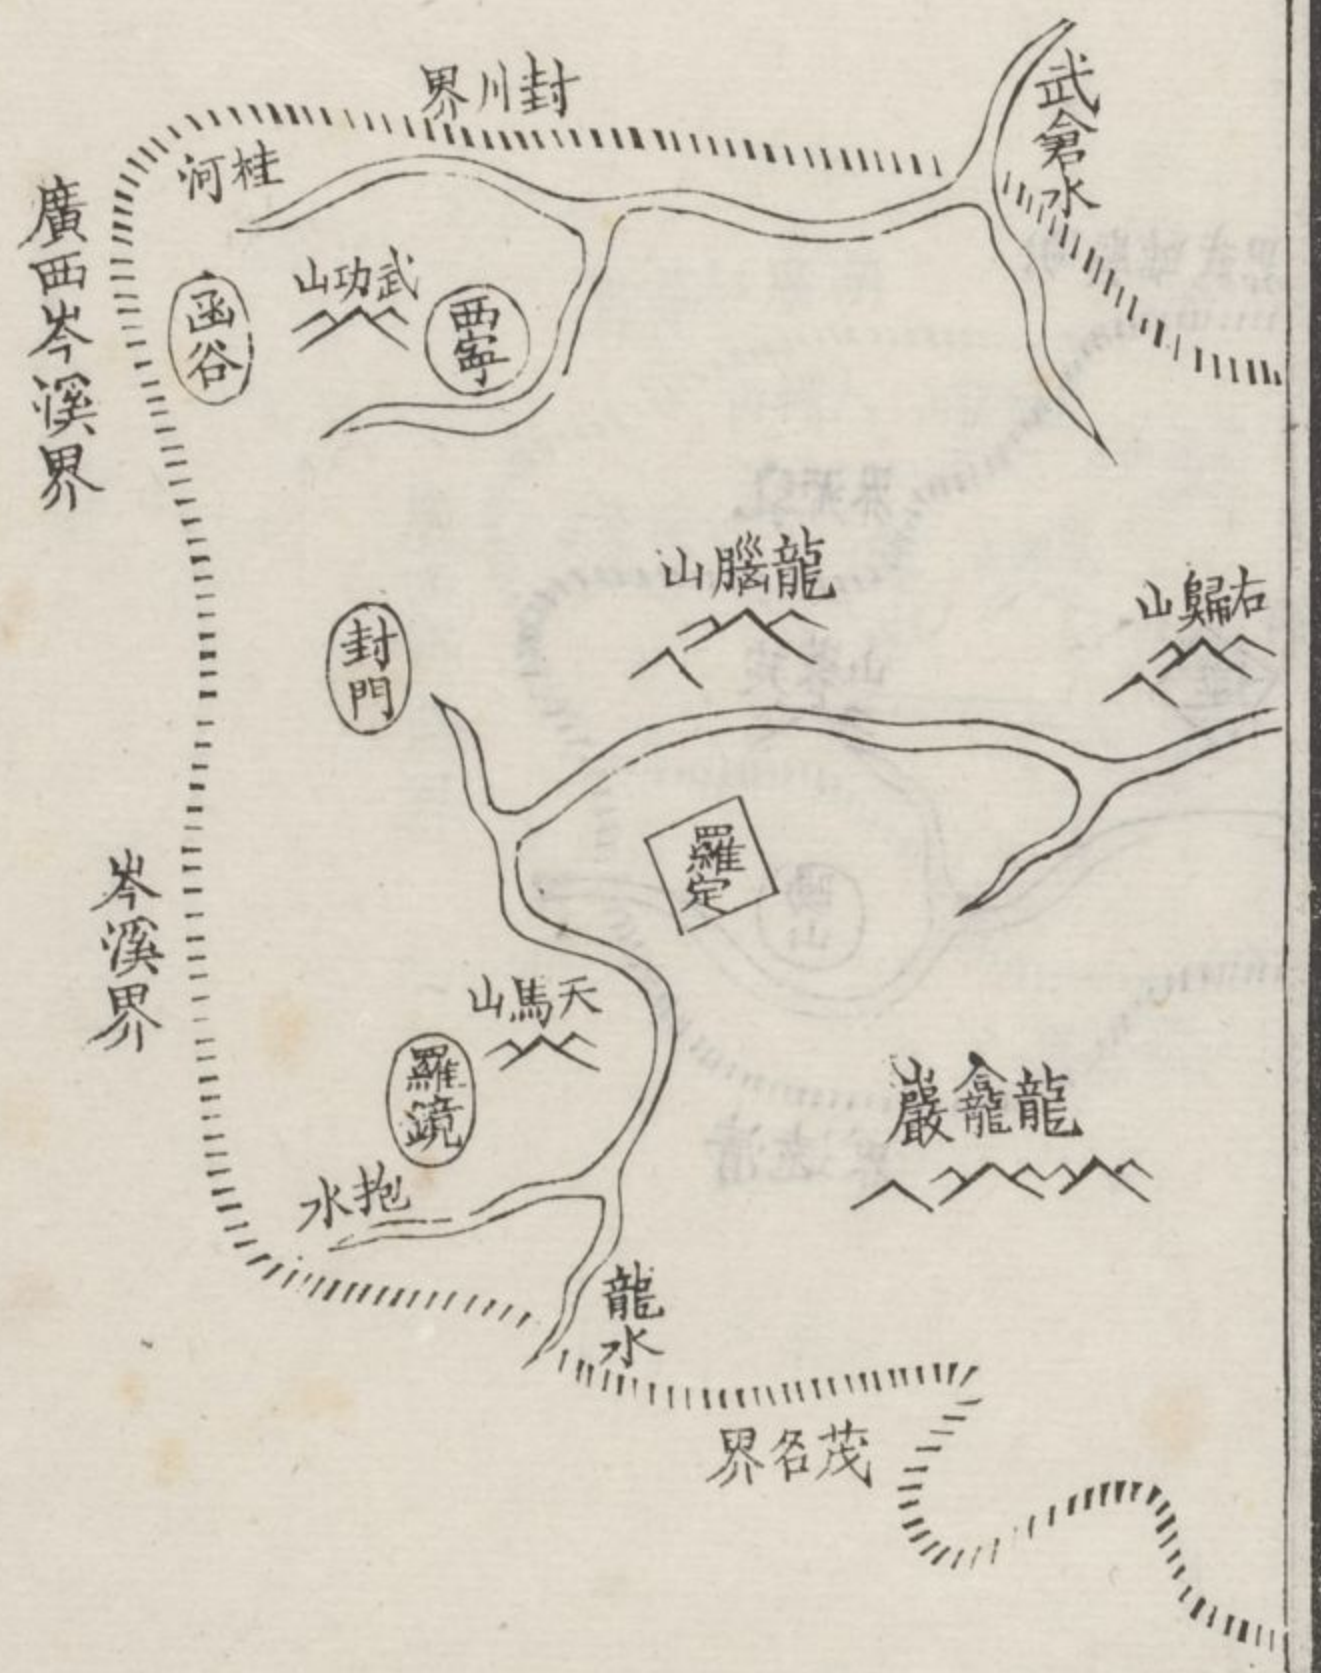 武倉水
封川界
桂河
廣西岑溪界
武功山
西寧
函谷
右歸山
龍腦山
封門
羅定
岑溪界
天馬山
羅鏡
龍龕巖
抱水
龍水
茂名界